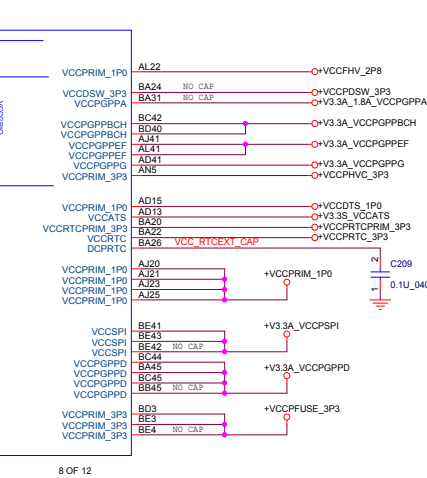 VCCPRIM_1P0 AL22 +VCCFHV_2P8
VCCDSW_3P3 BA24 NO CAP +VCCPDSW_3P3
VCCPGPPA BA31 NO CAP +V3.3A_1.8A_VCCPGPPA
VCCPGPPBCH BC42 +V3.3A_VCCPGPPBCH
VCCPGPPBCH BD40
VCCPGPPEF AJ41 +V3.3A_VCCPGPPEF
VCCPGPPEF AL41
VCCPGPPG AD41 +V3.3A_VCCPGPPG
VCCPRIM_3P3 AN5 +VCCPHVC_3P3
VCCPRIM_1P0 AD15 +VCCDTS_1P0
VCCATS AD13 +V3.3S_VCCATS
VCCRTCPRIM_3P3 BA20 +VCCPRTCPRIM_3P3
VCCRTC BA22 +VCCPRTC_3P3
DCPRTC BA26 VCC_RTCEXT_CAP
2
C209
1
0.1U_040
VCCPRIM_1P0 AJ20
VCCPRIM_1P0 AJ21 +VCCPRIM_1P0
VCCPRIM_1P0 AJ23
VCCPRIM_1P0 AJ25
VCCSPI BE41 +V3.3A_VCCPSPI
VCCSPI BE43
VCCSPI BE42 NO CAP
VCCPGPPD BC44
VCCPGPPD BA45 +V3.3A_VCCPGPPD
VCCPGPPD BC45
VCCPGPPD BB45 NO CAP
VCCPRIM_3P3 BD3 +VCCPFUSE_3P3
VCCPRIM_3P3 BE3
VCCPRIM_3P3 BE4 NO CAP
8 OF 12